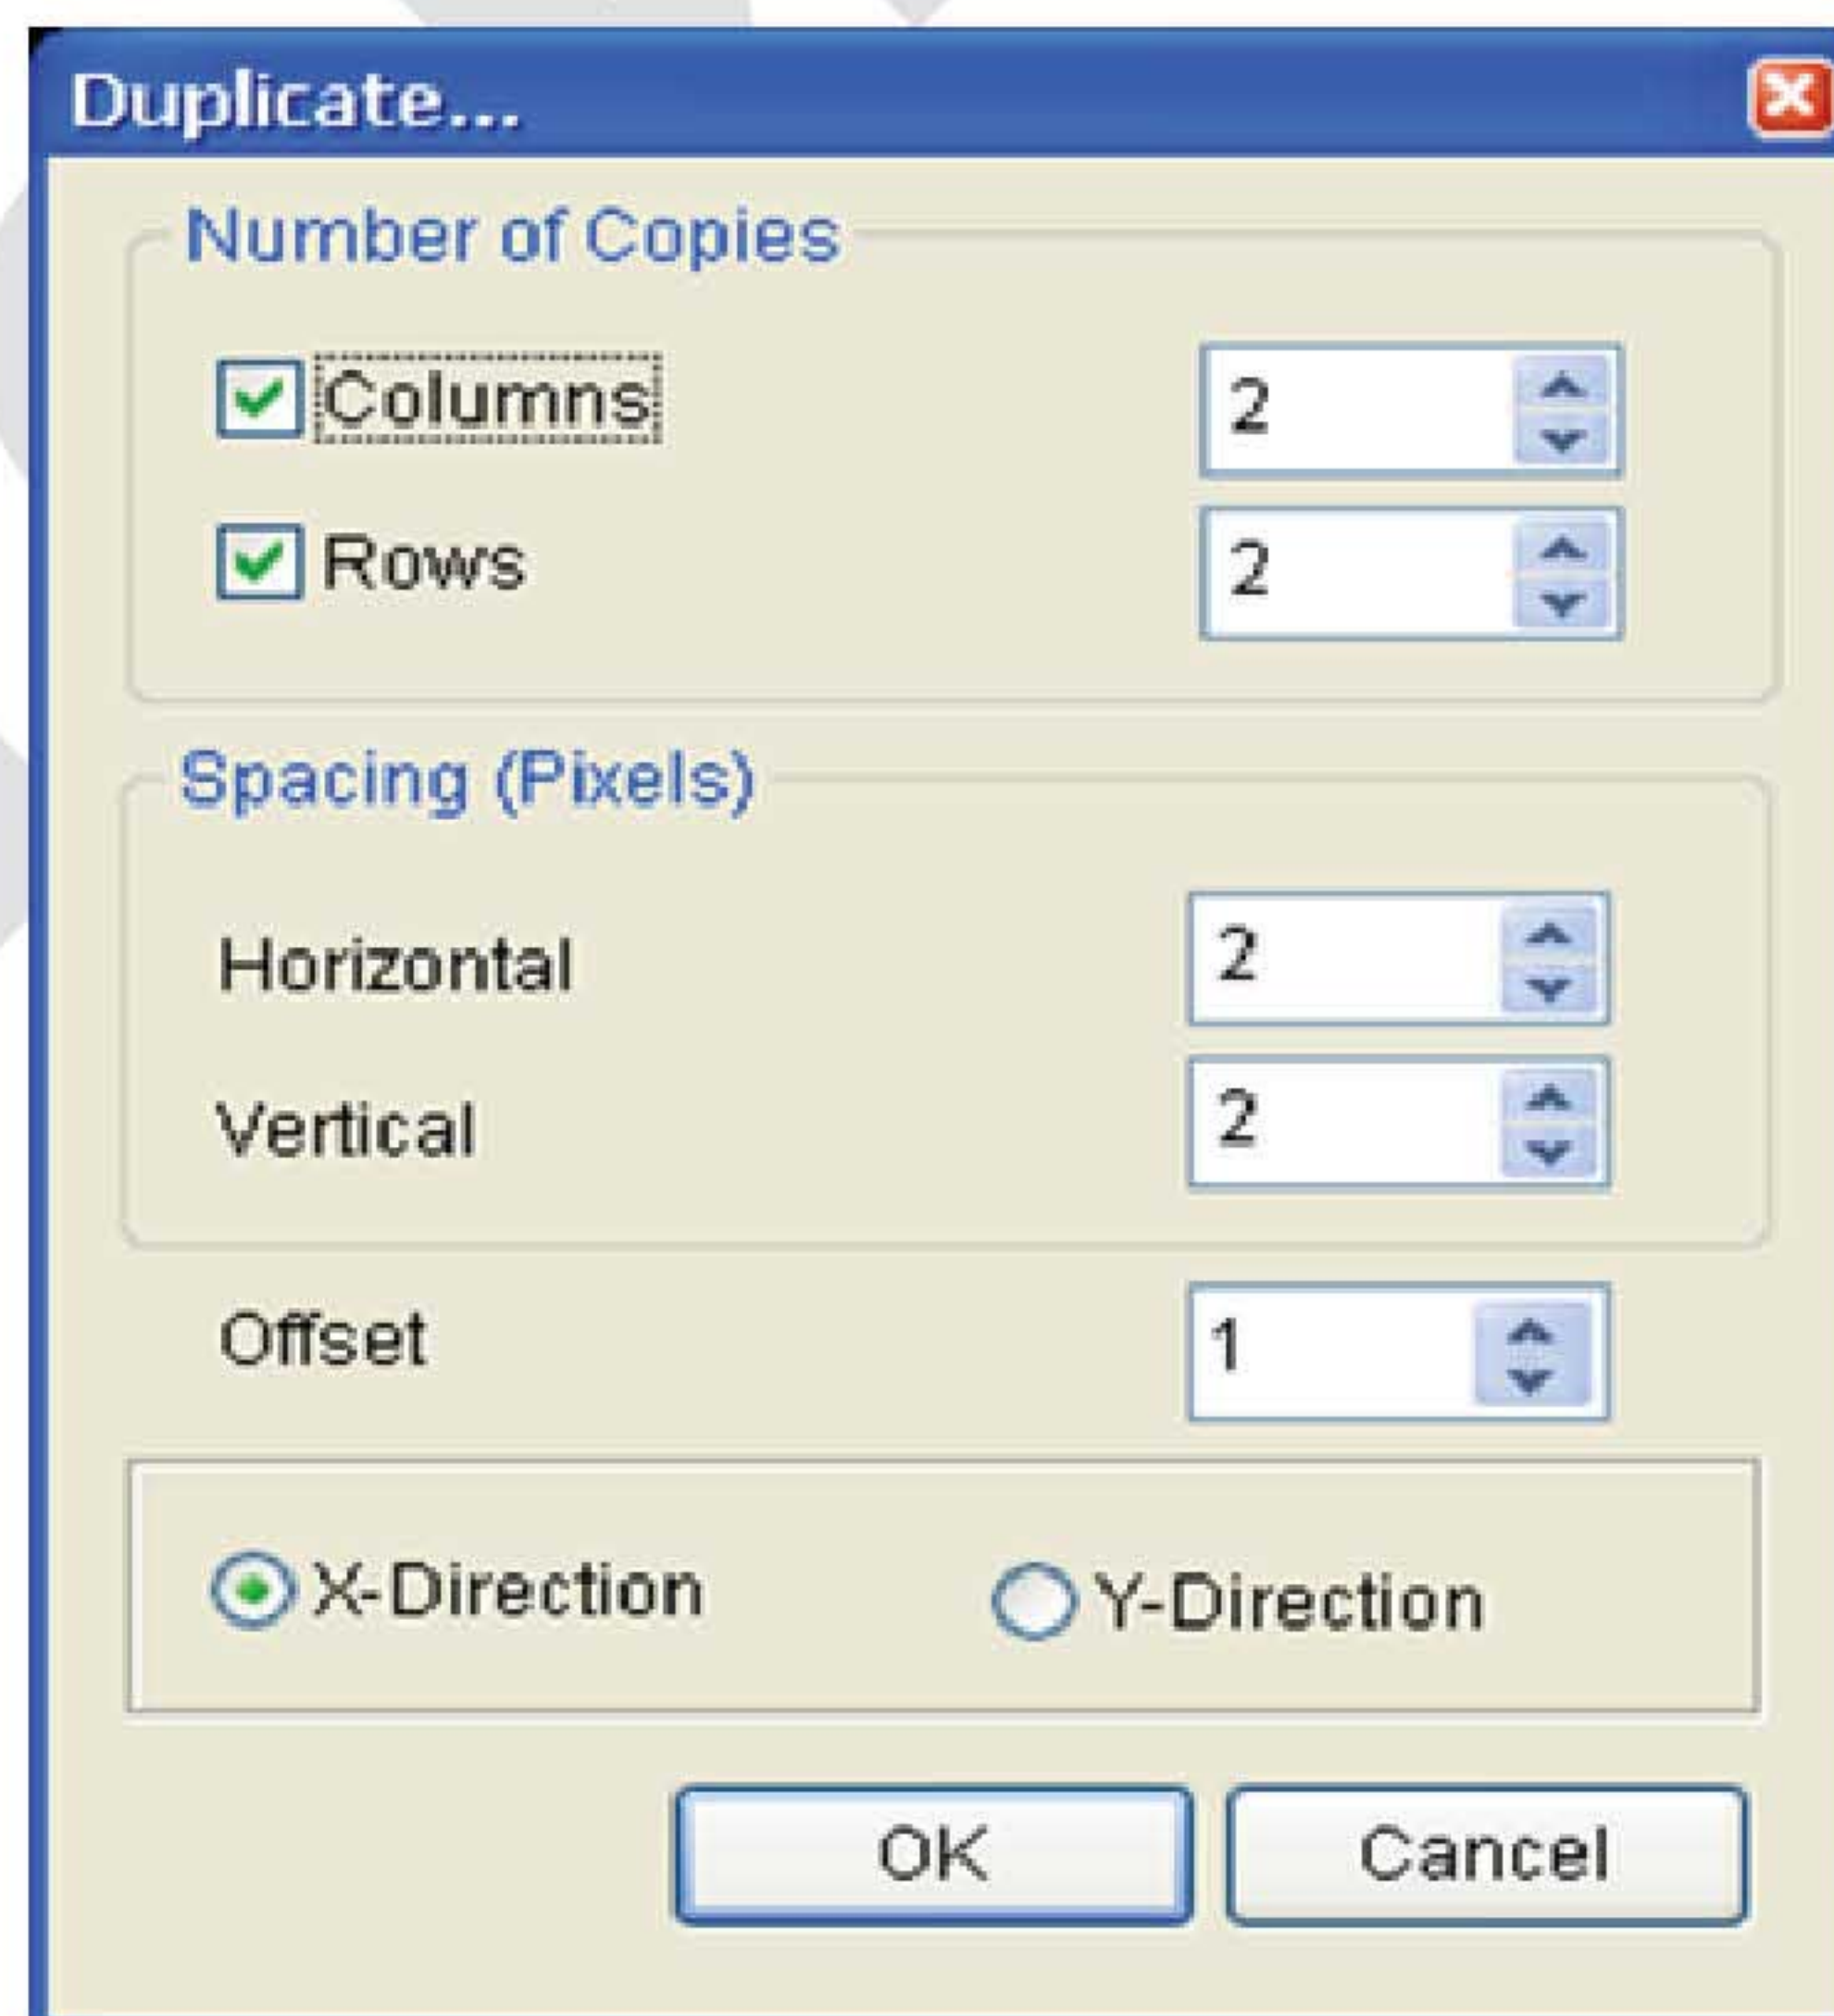 Duplicate...
Number of Copies
Columns 2
Rows 2
Spacing (Pixels)
Horizontal 2
Vertical 2
Offset 1
X-Direction Y-Direction
OK Cancel